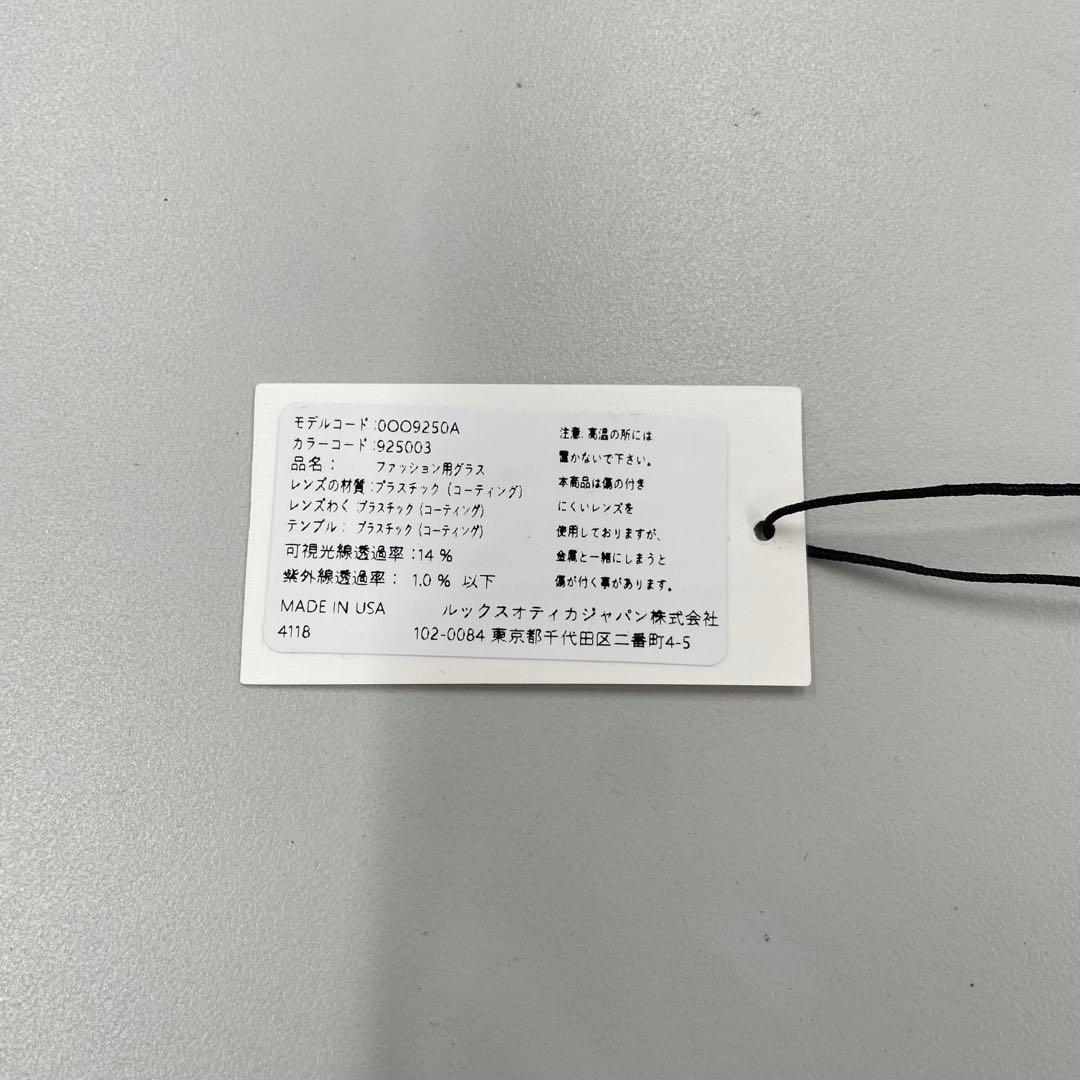 モデルコード:0OO9250A
カラーコード:925003
品名: ファッション用グラス
レンズの材質:プラスチック (コーティング)
レンズわく:プラスチック (コーティング)
テンプル: プラスチック (コーティング)
可視光線透過率:14 %
紫外線透過率: 1.0 % 以下
MADE IN USA
4118
注意.高温の所には
置かないで下さい。
本商品は傷の付き
にくいレンズを
使用しておりますが、
金属と一緒にしまうと
傷が付く事があります。
ルックスオティカジャパン株式会社
102-0084 東京都千代田区二番町4-5